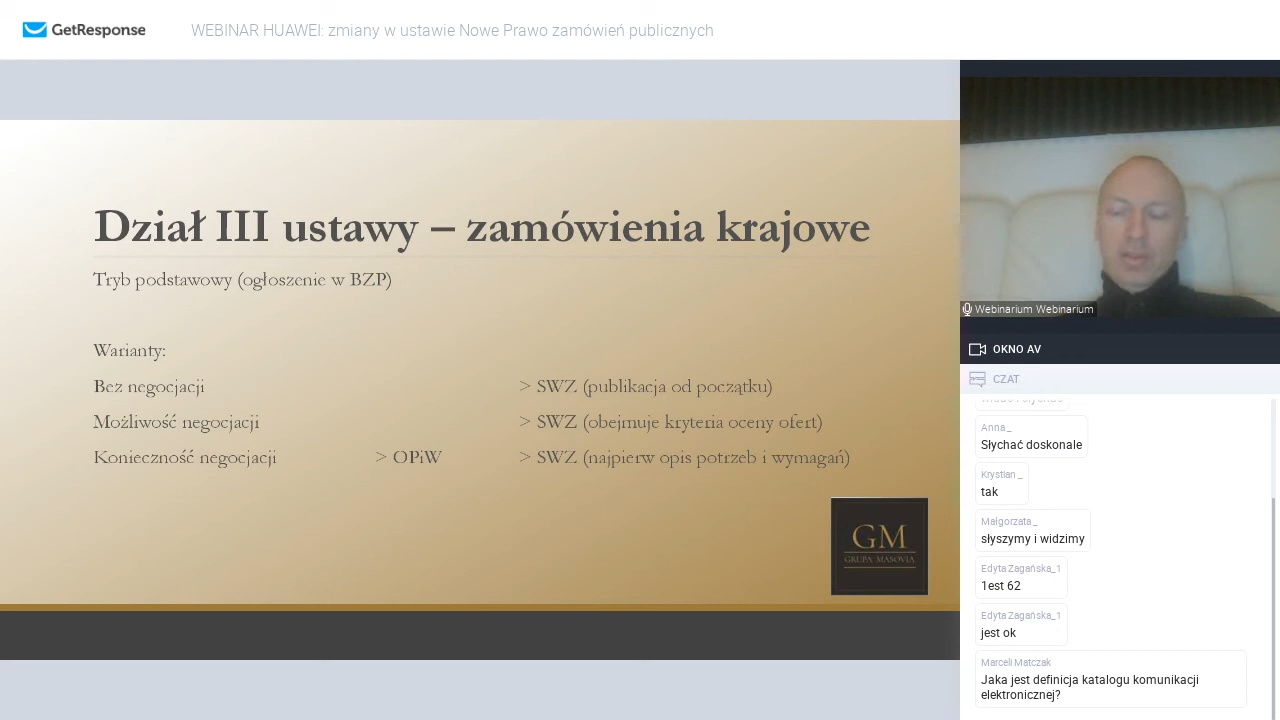 GetResponse
WEBINAR HUAWEI: zmiany w ustawie Nowe Prawo zamówień publicznych
Dział III ustawy – zamówienia krajowe
Tryb podstawowy (ogłoszenie w BZP)
Warianty:
Bez negocjacji > SWZ (publikacja od początku)
Możliwość negocjacji > SWZ (obejmuje kryteria oceny ofert)
Konieczność negocjacji > OPiW > SWZ (najpierw opis potrzeb i wymagań)
GM
GRUPA MASOVIA
Webinarium Webinarium
OKNO AV
CZAT
Anna _
Słychać doskonale
Krystian _
tak
Małgorzata _
słyszymy i widzimy
Edyta Zagańska_1
1est 62
Edyta Zagańska_1
jest ok
Marceli Matczak
Jaka jest definicja katalogu komunikacji
elektronicznej?